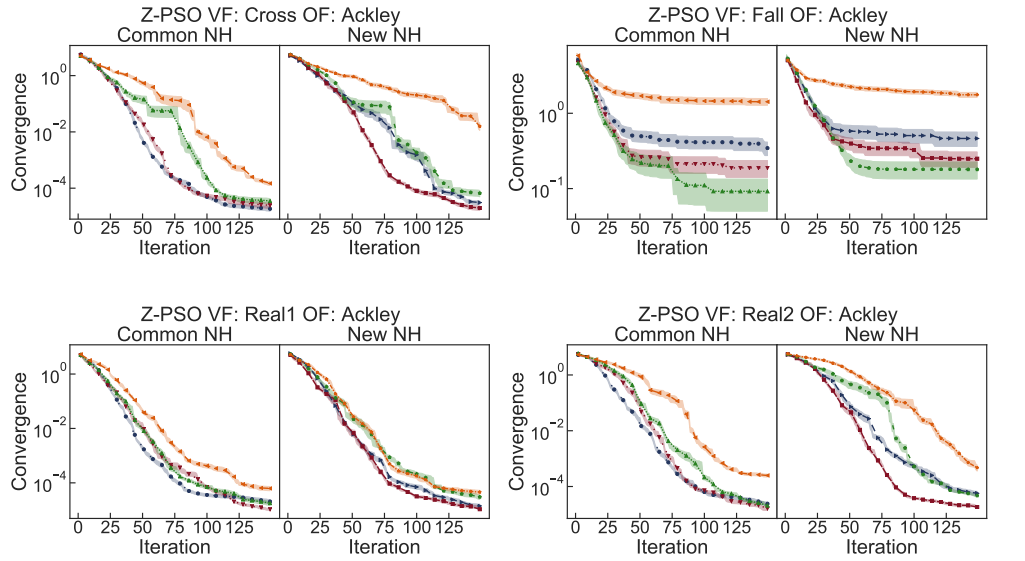 Z-PSO VF: Cross OF: Ackley
Common NH New NH
Convergence
10^0
10^-2
10^-4
0 25 50 75 100 125 0 25 50 75 100 125
Iteration Iteration
Z-PSO VF: Fall OF: Ackley
Common NH New NH
Convergence
10^0
10^-1
0 25 50 75 100 125 0 25 50 75 100 125
Iteration Iteration
Z-PSO VF: Real1 OF: Ackley
Common NH New NH
Convergence
10^0
10^-2
10^-4
0 25 50 75 100 125 0 25 50 75 100 125
Iteration Iteration
Z-PSO VF: Real2 OF: Ackley
Common NH New NH
Convergence
10^0
10^-2
10^-4
0 25 50 75 100 125 0 25 50 75 100 125
Iteration Iteration